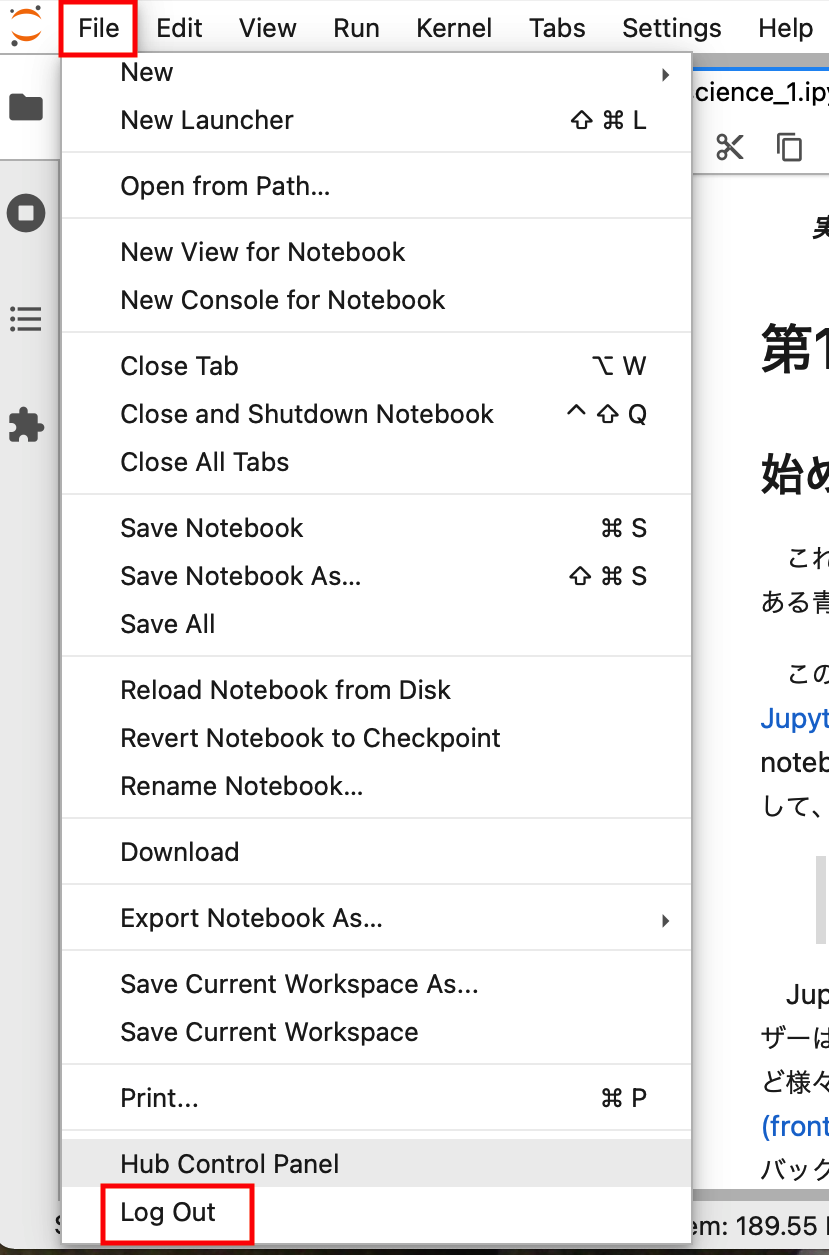 File Edit View Run Kernel Tabs Settings Help
New
New Launcher ⇧ ⌘ L
Open from Path…
New View for Notebook
New Console for Notebook
Close Tab ⌥ W
Close and Shutdown Notebook ^ ⇧ Q
Close All Tabs
Save Notebook ⌘ S
Save Notebook As… ⇧ ⌘ S
Save All
Reload Notebook from Disk
Revert Notebook to Checkpoint
Rename Notebook…
Download
Export Notebook As…
Save Current Workspace As…
Save Current Workspace
Print… ⌘ P
Hub Control Panel
Log Out
cience_1.ipy
第1
始め
これ
ある青
この
Jupyt
noteb
して、
Jup
ザーは
ど様々
(front
バック
em: 189.55